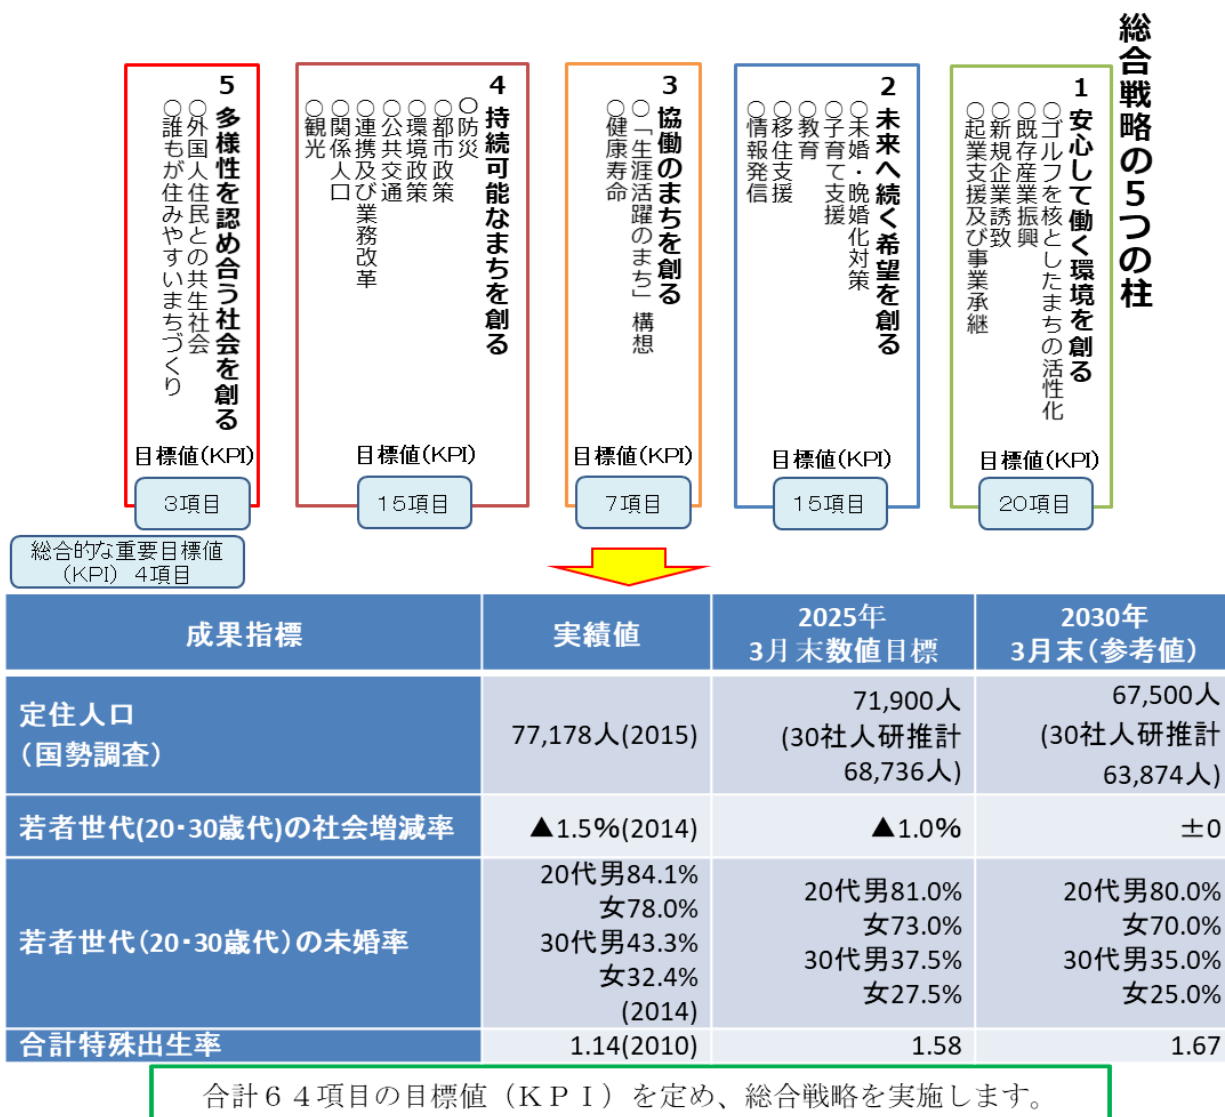 総合戦略の5つの柱
1 安心して働く環境を創る
○ゴルフを核としたまちの活性化
○既存産業振興
○新規企業誘致
○起業支援及び事業承継
目標値(KPI)
20項目
2 未来へ続く希望を創る
○未婚・晩婚化対策
○子育て支援
○教育
○移住支援
○情報発信
目標値(KPI)
15項目
3 協働のまちを創る
○「生涯活躍のまち」構想
○健康寿命
目標値(KPI)
7項目
4 持続可能なまちを創る
○防災
○都市政策
○環境政策
○公共交通
○連携及び業務改革
○関係人口
○観光
目標値(KPI)
15項目
5 多様性を認め合う社会を創る
○外国人住民との共生社会
○誰もが住みやすいまちづくり
目標値(KPI)
3項目
総合的な重要目標値
(KPI) 4項目
成果指標
実績値
2025年
3月末数値目標
2030年
3月末(参考値)
定住人口
(国勢調査)
77,178人(2015)
71,900人
(30社人研推計
68,736人)
67,500人
(30社人研推計
63,874人)
若者世代(20・30歳代)の社会増減率
▲1.5%(2014)
▲1.0%
±0
若者世代(20・30歳代)の未婚率
20代男84.1%
女78.0%
30代男43.3%
女32.4%
(2014)
20代男81.0%
女73.0%
30代男37.5%
女27.5%
20代男80.0%
女70.0%
30代男35.0%
女25.0%
合計特殊出生率
1.14(2010)
1.58
1.67
合計64項目の目標値(KPI)を定め、総合戦略を実施します。